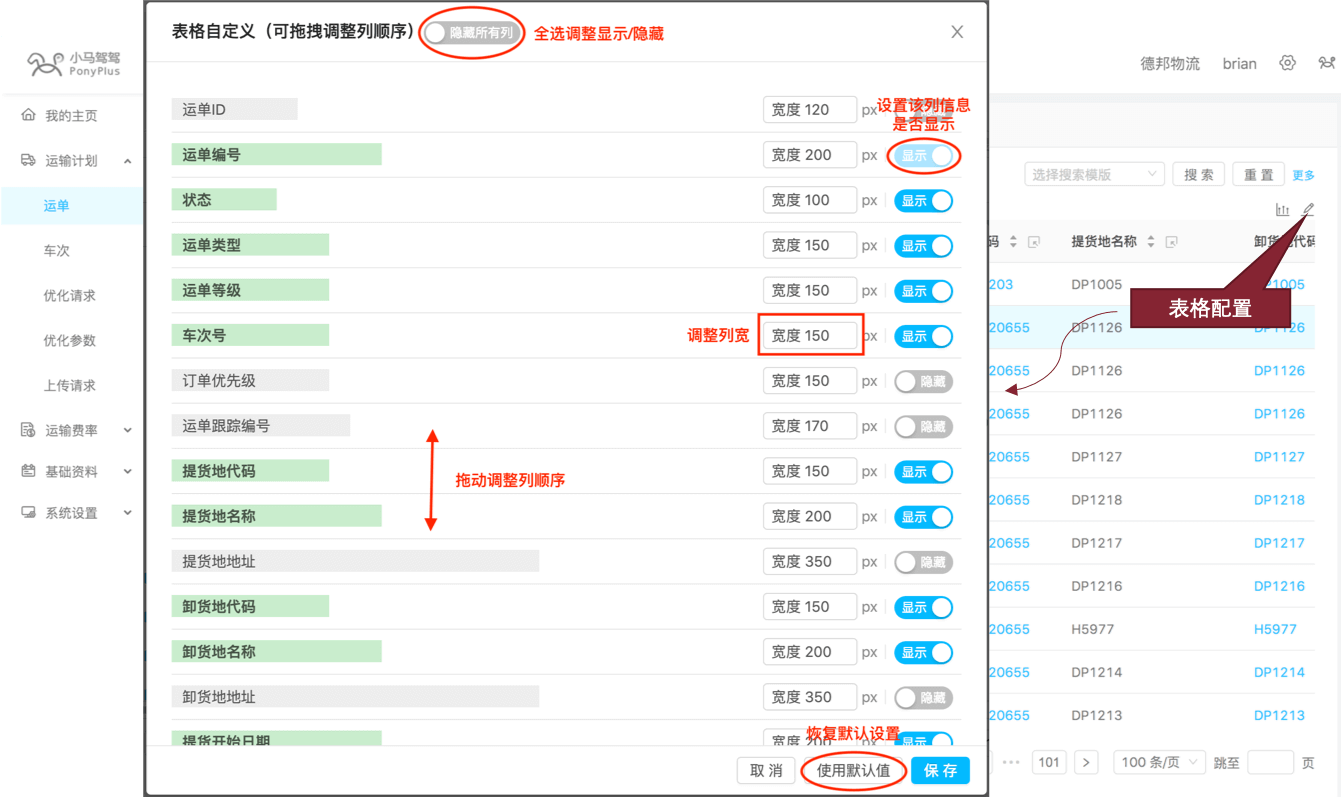 小马驾驾
PonyPlus
德邦物流
brian
我的主页
运输计划
运单
车次
优化请求
优化参数
上传请求
运输费率
基础资料
系统设置
表格自定义（可拖拽调整列顺序）
隐藏所有列
全选调整显示/隐藏
运单ID
宽度 120
px
设置该列信息
是否显示
运单编号
宽度 200
px
显示
状态
宽度 100
px
显示
运单类型
宽度 150
px
显示
运单等级
宽度 150
px
显示
车次号
调整列宽
宽度 150
px
显示
订单优先级
宽度 150
px
隐藏
运单跟踪编号
宽度 170
px
隐藏
提货地代码
宽度 150
px
显示
拖动调整列顺序
提货地名称
宽度 200
px
显示
提货地地址
宽度 350
px
隐藏
卸货地代码
宽度 150
px
显示
卸货地名称
宽度 200
px
显示
卸货地地址
宽度 350
px
隐藏
提货开始日期
宽度 200
px
显示
恢复默认设置
取 消
使用默认值
保 存
选择搜索模版
搜 索
重 置
更多
码
提货地名称
卸货地代码
表格配置
203
DP1005
P1005
20655
DP1126
DP1126
20655
DP1126
DP1126
20655
DP1126
DP1126
20655
DP1127
DP1127
20655
DP1218
DP1218
20655
DP1217
DP1217
20655
DP1216
DP1216
20655
H5977
H5977
20655
DP1214
DP1214
20655
DP1213
DP1213
•••
101
>
100 条/页
跳至
页